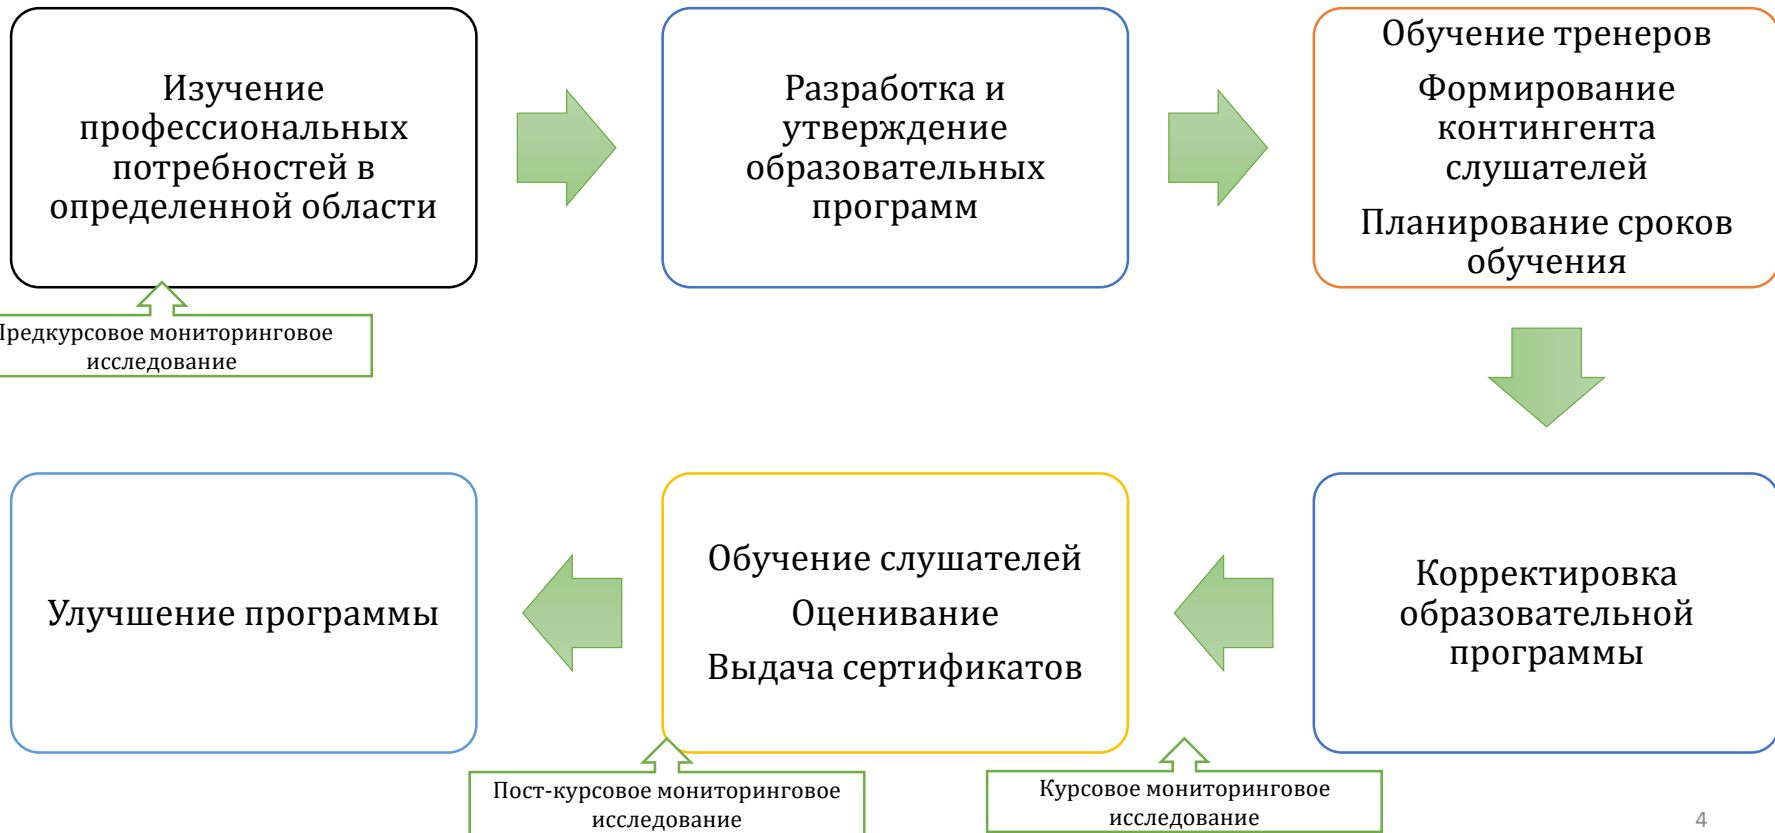 Изучение
профессиональных
потребностей в
определенной области
Разработка и
утверждение
образовательных
программ
Обучение тренеров
Формирование
контингента
слушателей
Планирование сроков
обучения
Предкурсовое мониторинговое
исследование
Улучшение программы
Обучение слушателей
Оценивание
Выдача сертификатов
Корректировка
образовательной
программы
Пост-курсовое мониторинговое
исследование
Курсовое мониторинговое
исследование
4